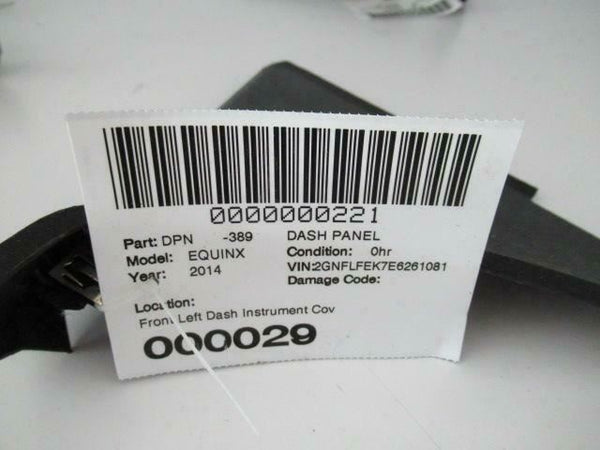 0000000221
Part: DPN -389 DASH PANEL
Model: EQUINX Condition: 0hr
Year: 2014 VIN:2GNFLFEK7E6261081
Damage Code:
Location:
Front Left Dash Instrument Cov
000029